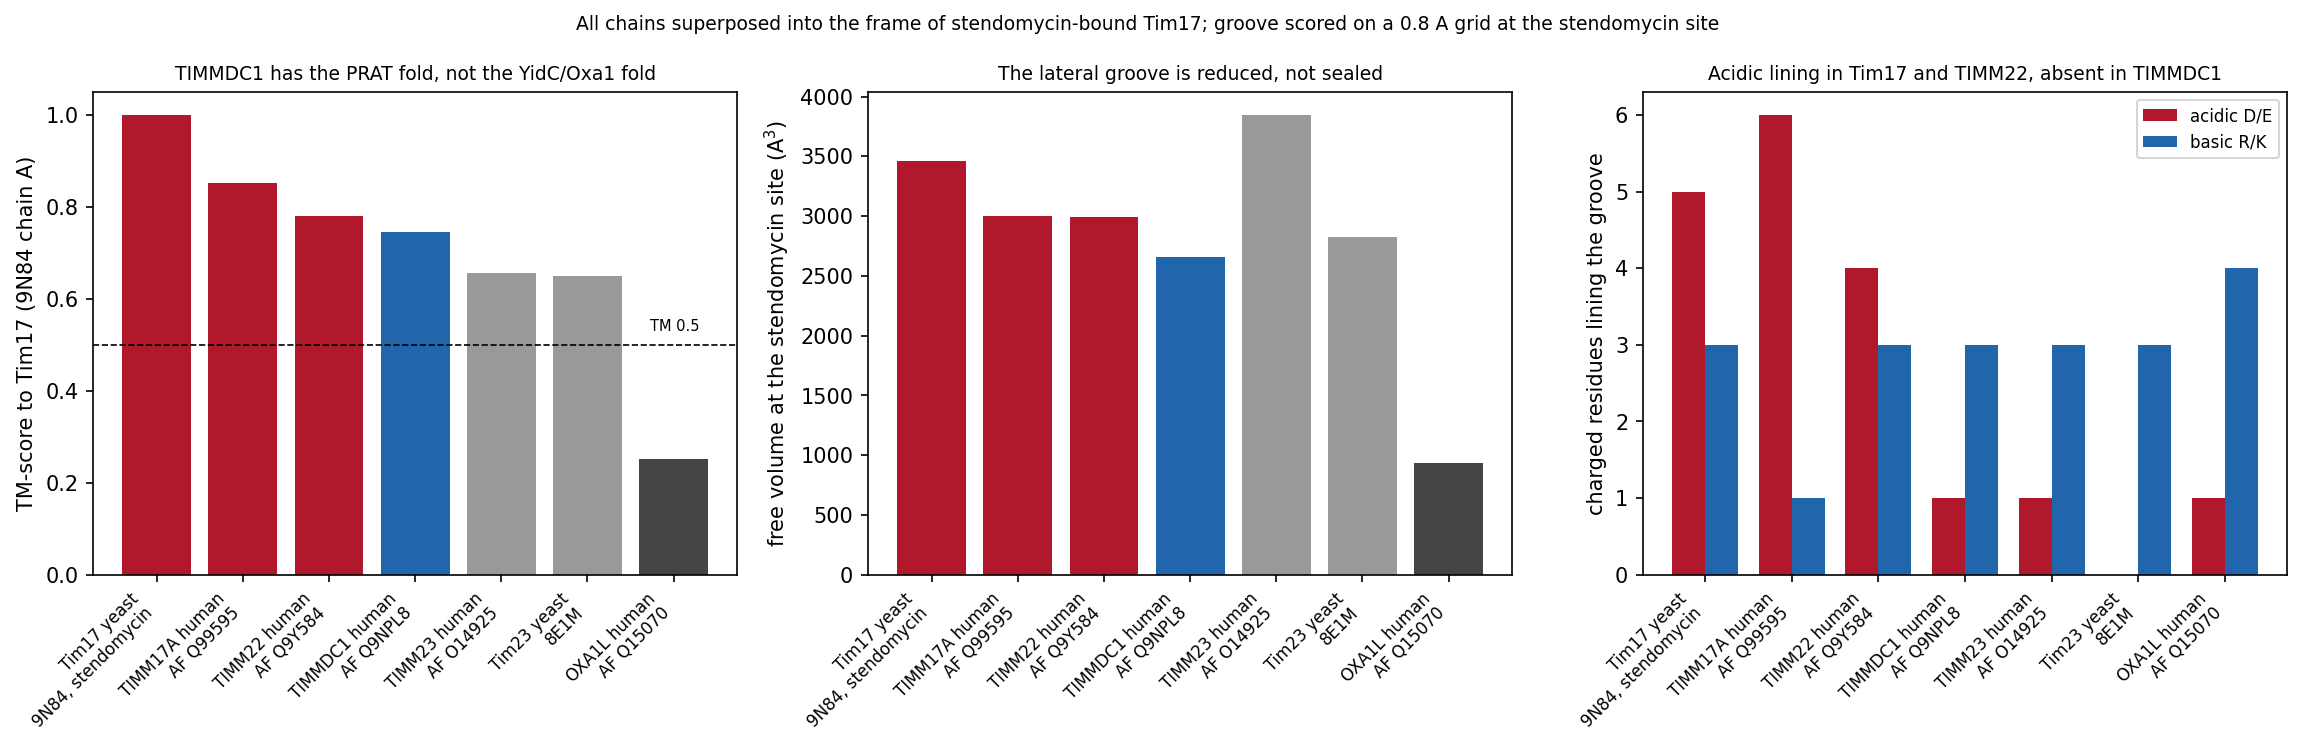 All chains superposed into the frame of stendomycin-bound Tim17; groove scored on a 0.8 A grid at the stendomycin site
TIMMDC1 has the PRAT fold, not the YidC/Oxa1 fold
TM-score to Tim17 (9N84 chain A)
1.0
0.8
0.6
0.4
0.2
0.0
TM 0.5
Tim17 yeast
9N84, stendomycin
TIMM17A human
AF Q99595
TIMM22 human
AF Q9Y584
TIMMDC1 human
AF Q9NPL8
TIMM23 human
AF O14925
Tim23 yeast
8E1M
OXA1L human
AF Q15070
The lateral groove is reduced, not sealed
free volume at the stendomycin site (A³)
4000
3500
3000
2500
2000
1500
1000
500
0
Tim17 yeast
9N84, stendomycin
TIMM17A human
AF Q99595
TIMM22 human
AF Q9Y584
TIMMDC1 human
AF Q9NPL8
TIMM23 human
AF O14925
Tim23 yeast
8E1M
OXA1L human
AF Q15070
Acidic lining in Tim17 and TIMM22, absent in TIMMDC1
charged residues lining the groove
6
5
4
3
2
1
0
acidic D/E
basic R/K
Tim17 yeast
9N84, stendomycin
TIMM17A human
AF Q99595
TIMM22 human
AF Q9Y584
TIMMDC1 human
AF Q9NPL8
TIMM23 human
AF O14925
Tim23 yeast
8E1M
OXA1L human
AF Q15070